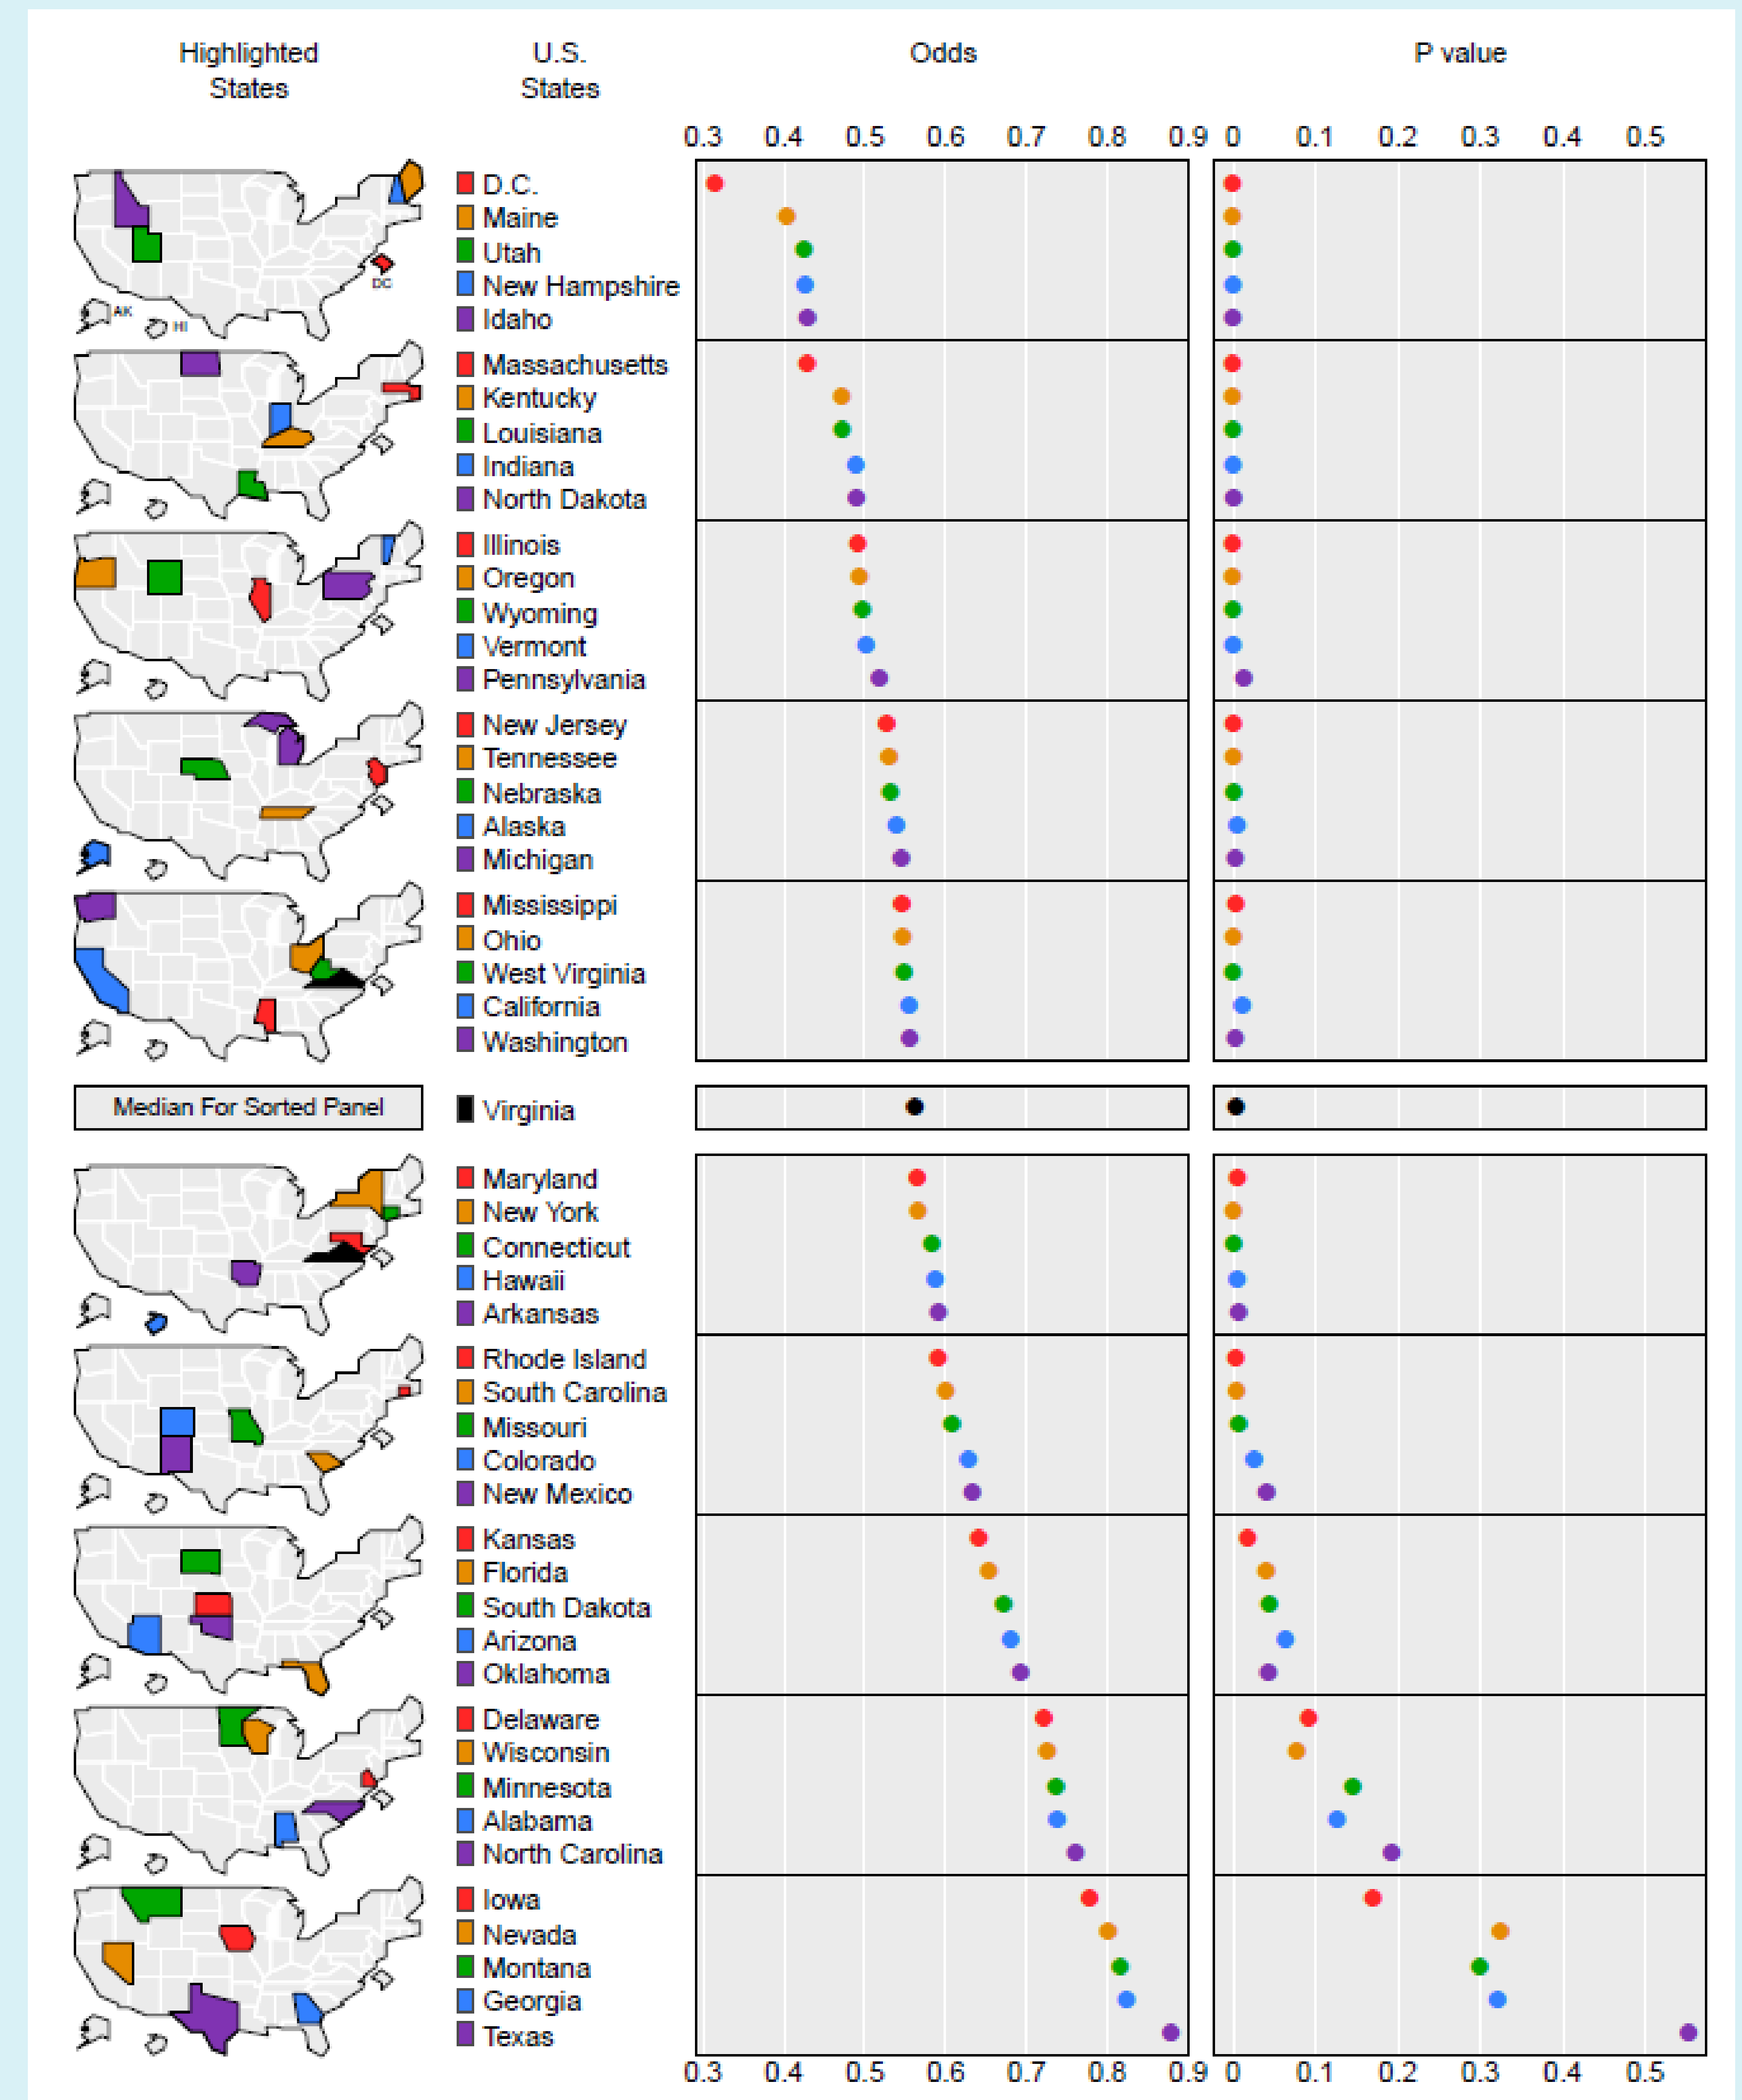 Highlighted
States
U.S.
States
Odds
P value
0.3 0.4 0.5 0.6 0.7 0.8 0.9 0 0.1 0.2 0.3 0.4 0.5
D.C.
Maine
Utah
New Hampshire
Idaho
DC
AK
HI
Massachusetts
Kentucky
Louisiana
Indiana
North Dakota
Illinois
Oregon
Wyoming
Vermont
Pennsylvania
New Jersey
Tennessee
Nebraska
Alaska
Michigan
Mississippi
Ohio
West Virginia
California
Washington
Median For Sorted Panel
Virginia
Maryland
New York
Connecticut
Hawaii
Arkansas
Rhode Island
South Carolina
Missouri
Colorado
New Mexico
Kansas
Florida
South Dakota
Arizona
Oklahoma
Delaware
Wisconsin
Minnesota
Alabama
North Carolina
Iowa
Nevada
Montana
Georgia
Texas
0.3 0.4 0.5 0.6 0.7 0.8 0.9 0 0.1 0.2 0.3 0.4 0.5